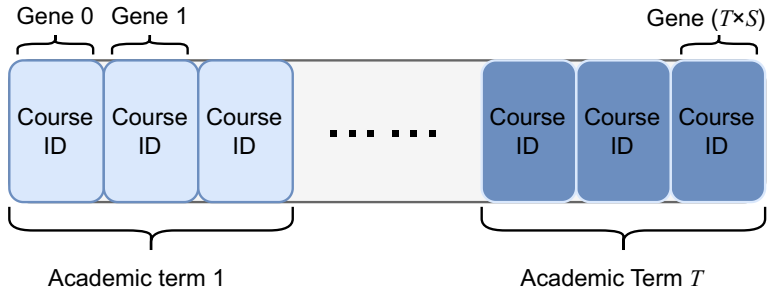 Gene 0 Gene 1 Gene (T×S)
Course ID
Course ID
Course ID
......
Course ID
Course ID
Course ID
Academic term 1 Academic Term T